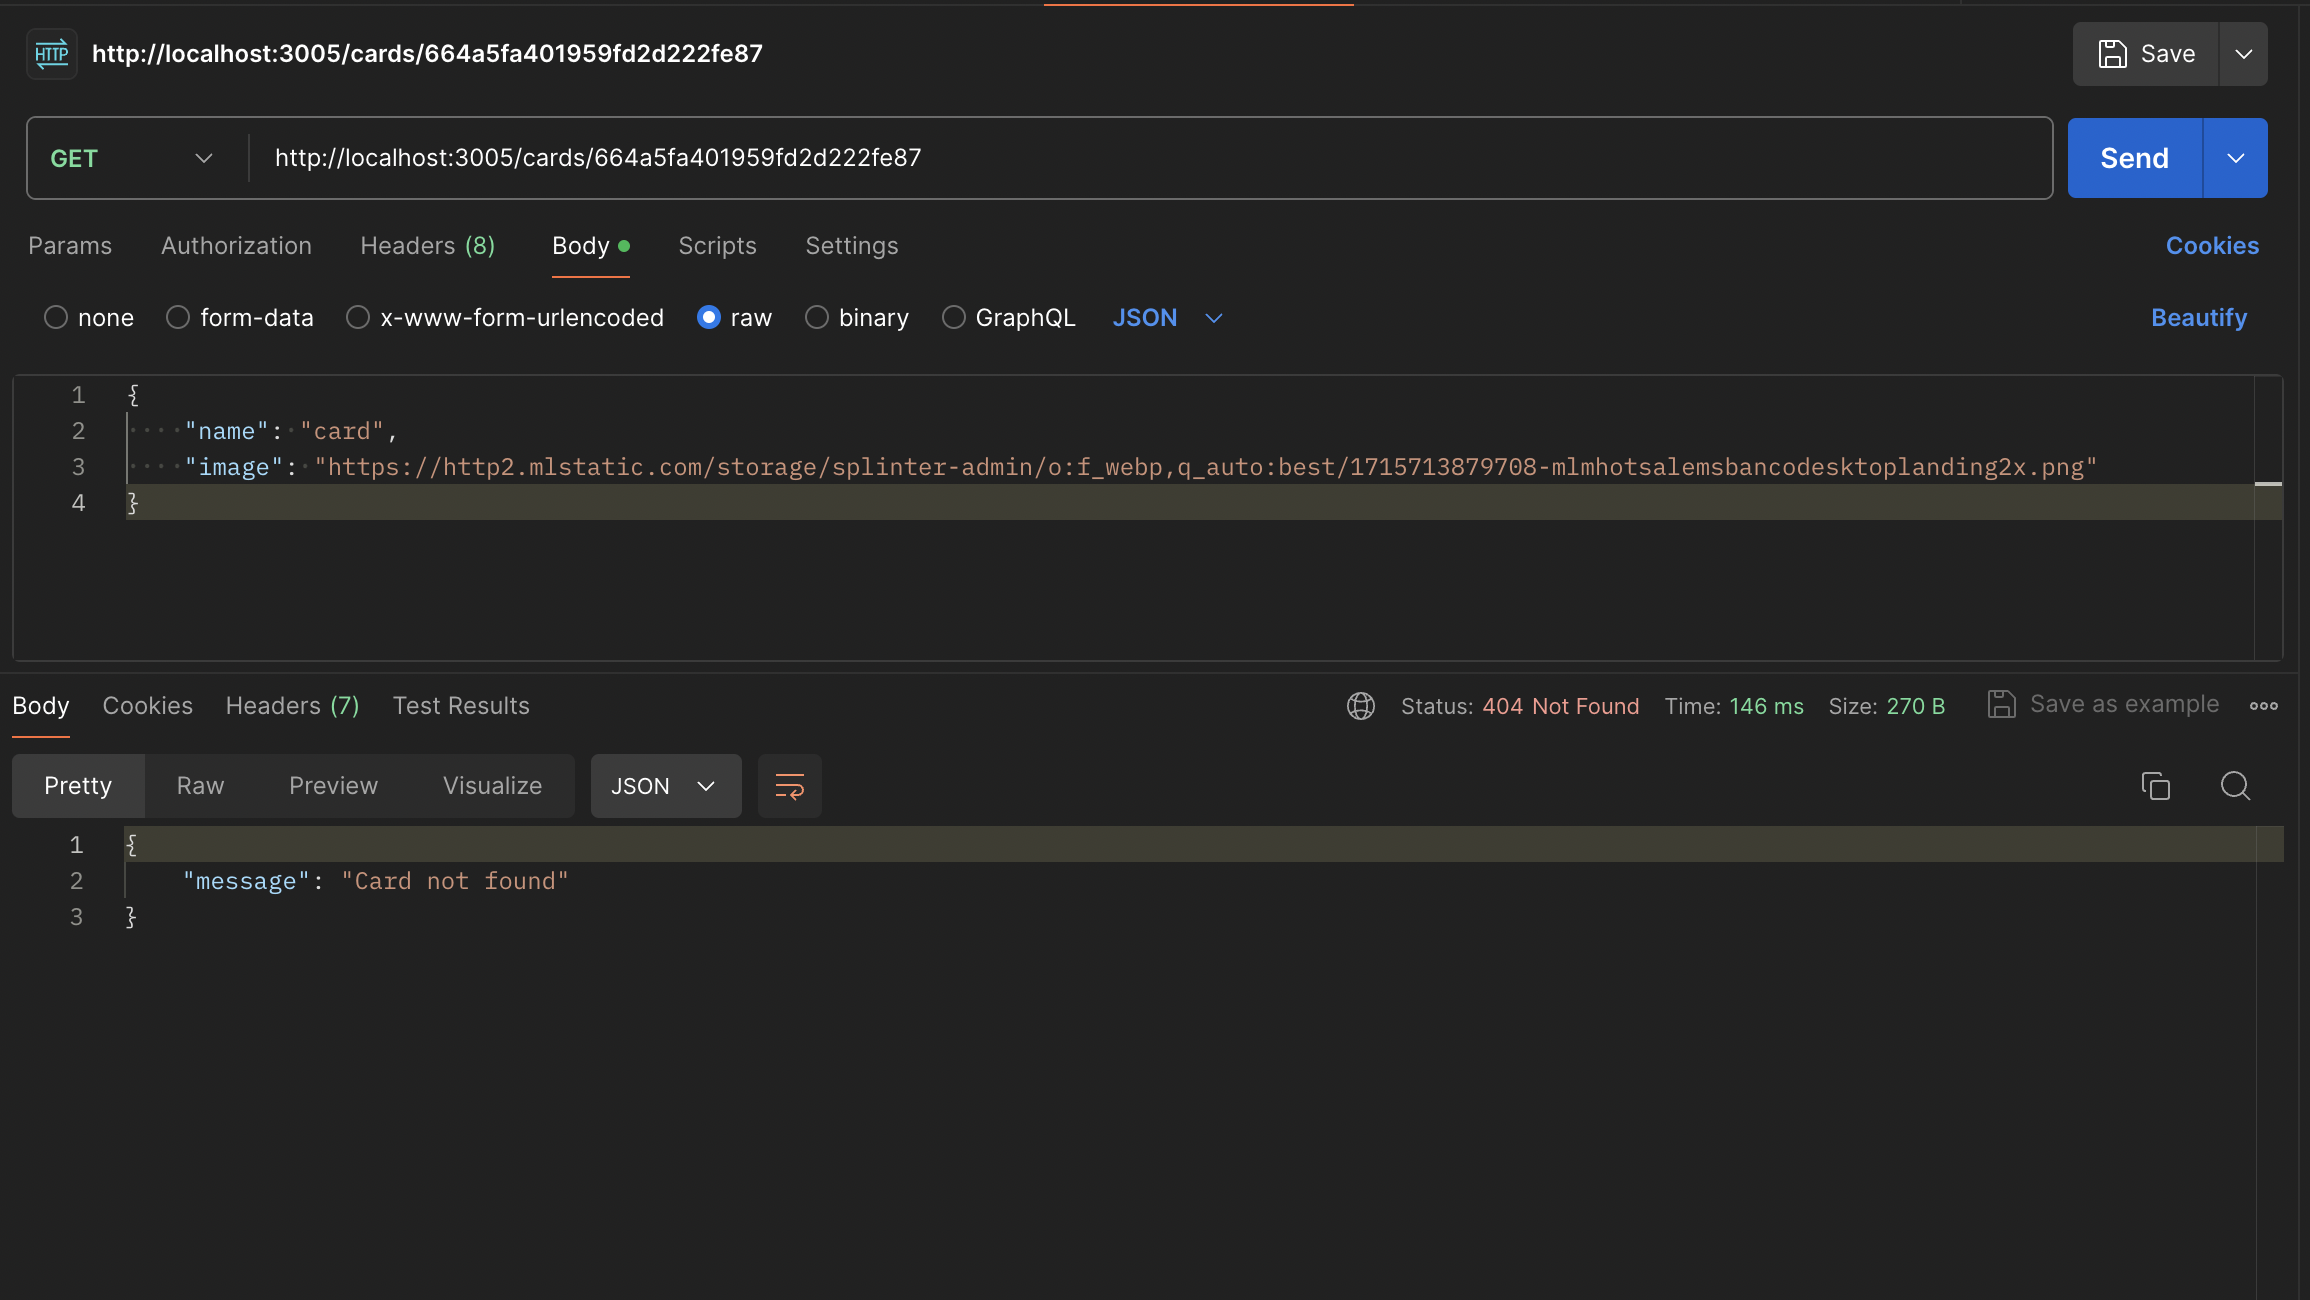 HTTP http://localhost:3005/cards/664a5fa401959fd2d222fe87 Save
GET http://localhost:3005/cards/664a5fa401959fd2d222fe87 Send
Params Authorization Headers (8) Body Scripts Settings Cookies
none form-data x-www-form-urlencoded raw binary GraphQL JSON Beautify
1 {
2 "name": "card",
3 "image": "https://http2.mlstatic.com/storage/splinter-admin/o:f_webp,q_auto:best/1715713879708-mlmhotsalemsbancodesktoplanding2x.png"
4 }
Body Cookies Headers (7) Test Results Status: 404 Not Found Time: 146 ms Size: 270 B Save as example
Pretty Raw Preview Visualize JSON
1 {
2 "message": "Card not found"
3 }